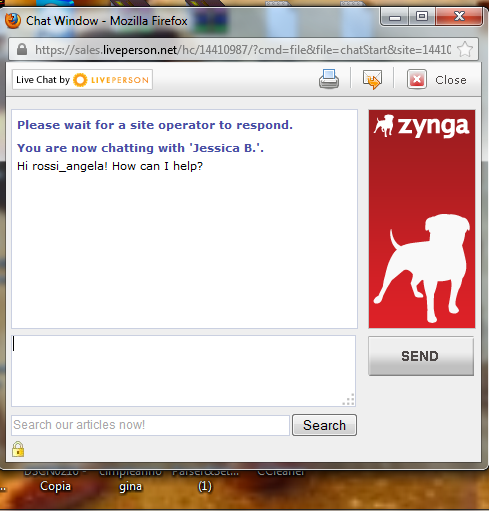 Chat Window - Mozilla Firefox
https://sales.liveperson.net/hc/14410987/?cmd=file&file=chatStart&site=14410
Live Chat by LIVEPERSON
Close
Please wait for a site operator to respond.
You are now chatting with 'Jessica B.'.
Hi rossi_angela! How can I help?
zynga
SEND
Search our articles now!
Search
Copia
gina
(1)
CCleaner